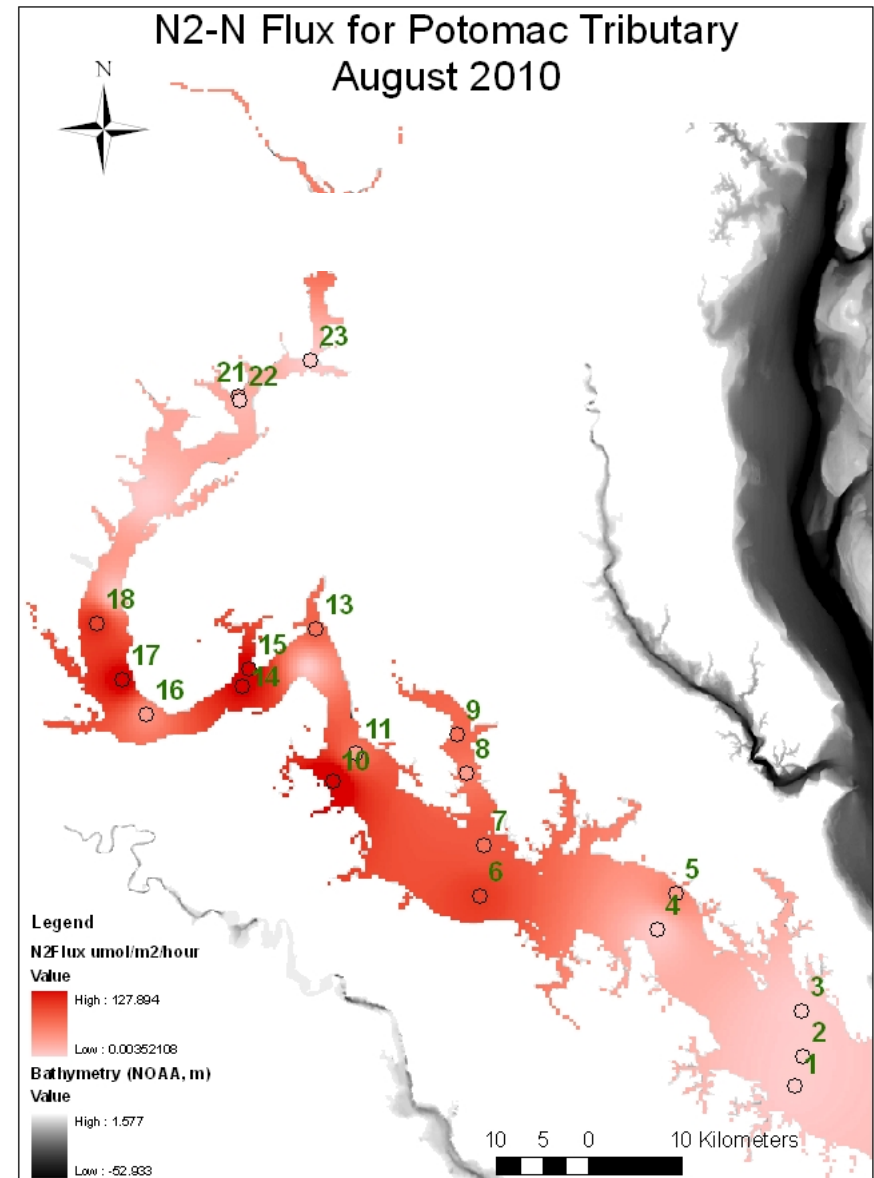 N2-N Flux for Potomac Tributary
August 2010
N
23
21 22
18
13
17
15
14
16
9
11
8
10
7
6
5
4
3
2
1
Legend
N2Flux umol/m2/hour
Value
High : 127.894
Low : 0.00352108
Bathymetry (NOAA, m)
Value
High : 1.577
Low : -52.933
10 5 0 10 Kilometers